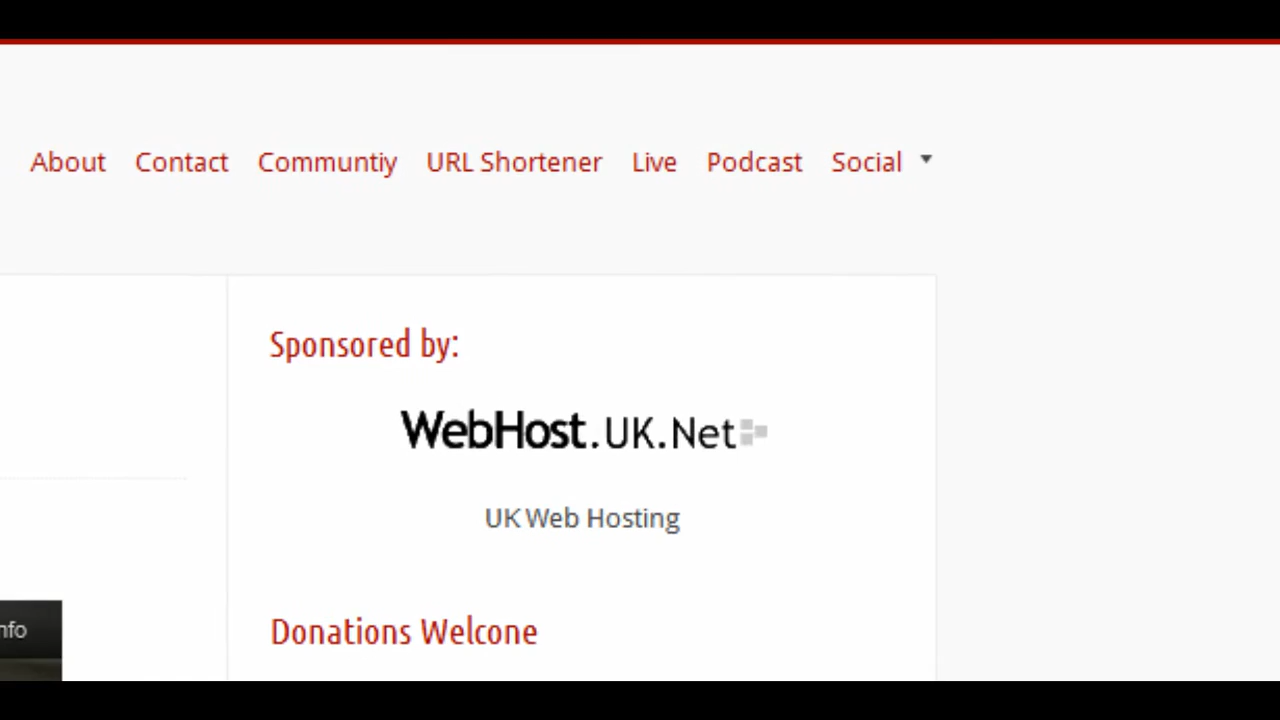 About Contact Communtiy URL Shortener Live Podcast Social
Sponsored by:
WebHost.UK.Net
UK Web Hosting
nfo
Donations Welcone